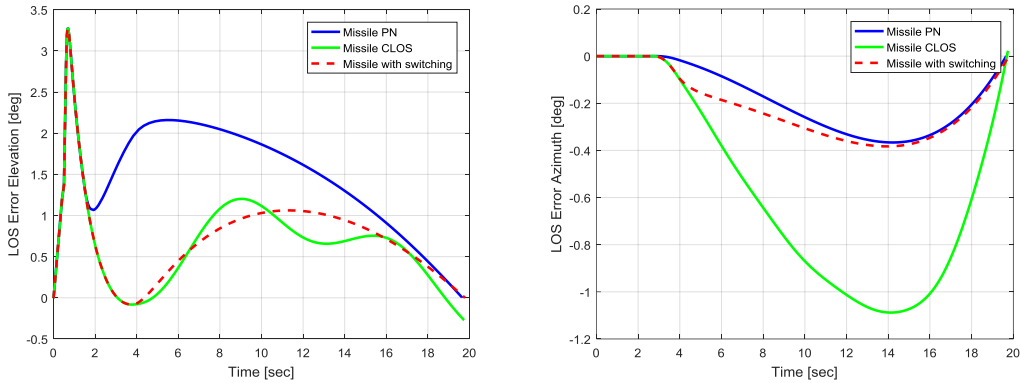 3.5
3
2.5
2
1.5
1
0.5
0
-0.5
LOS Error Elevation [deg]
Missile PN
Missile CLOS
Missile with switching
0 2 4 6 8 10 12 14 16 18 20
Time [sec]
0.2
0
-0.2
-0.4
-0.6
-0.8
-1
-1.2
LOS Error Azimuth [deg]
Missile PN
Missile CLOS
Missile with switching
0 2 4 6 8 10 12 14 16 18 20
Time [sec]